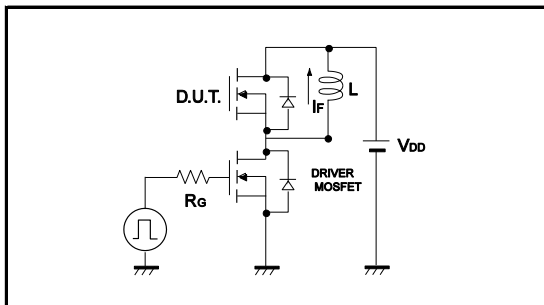 D.U.T.
IF
L
VDD
DRIVER
MOSFET
RG